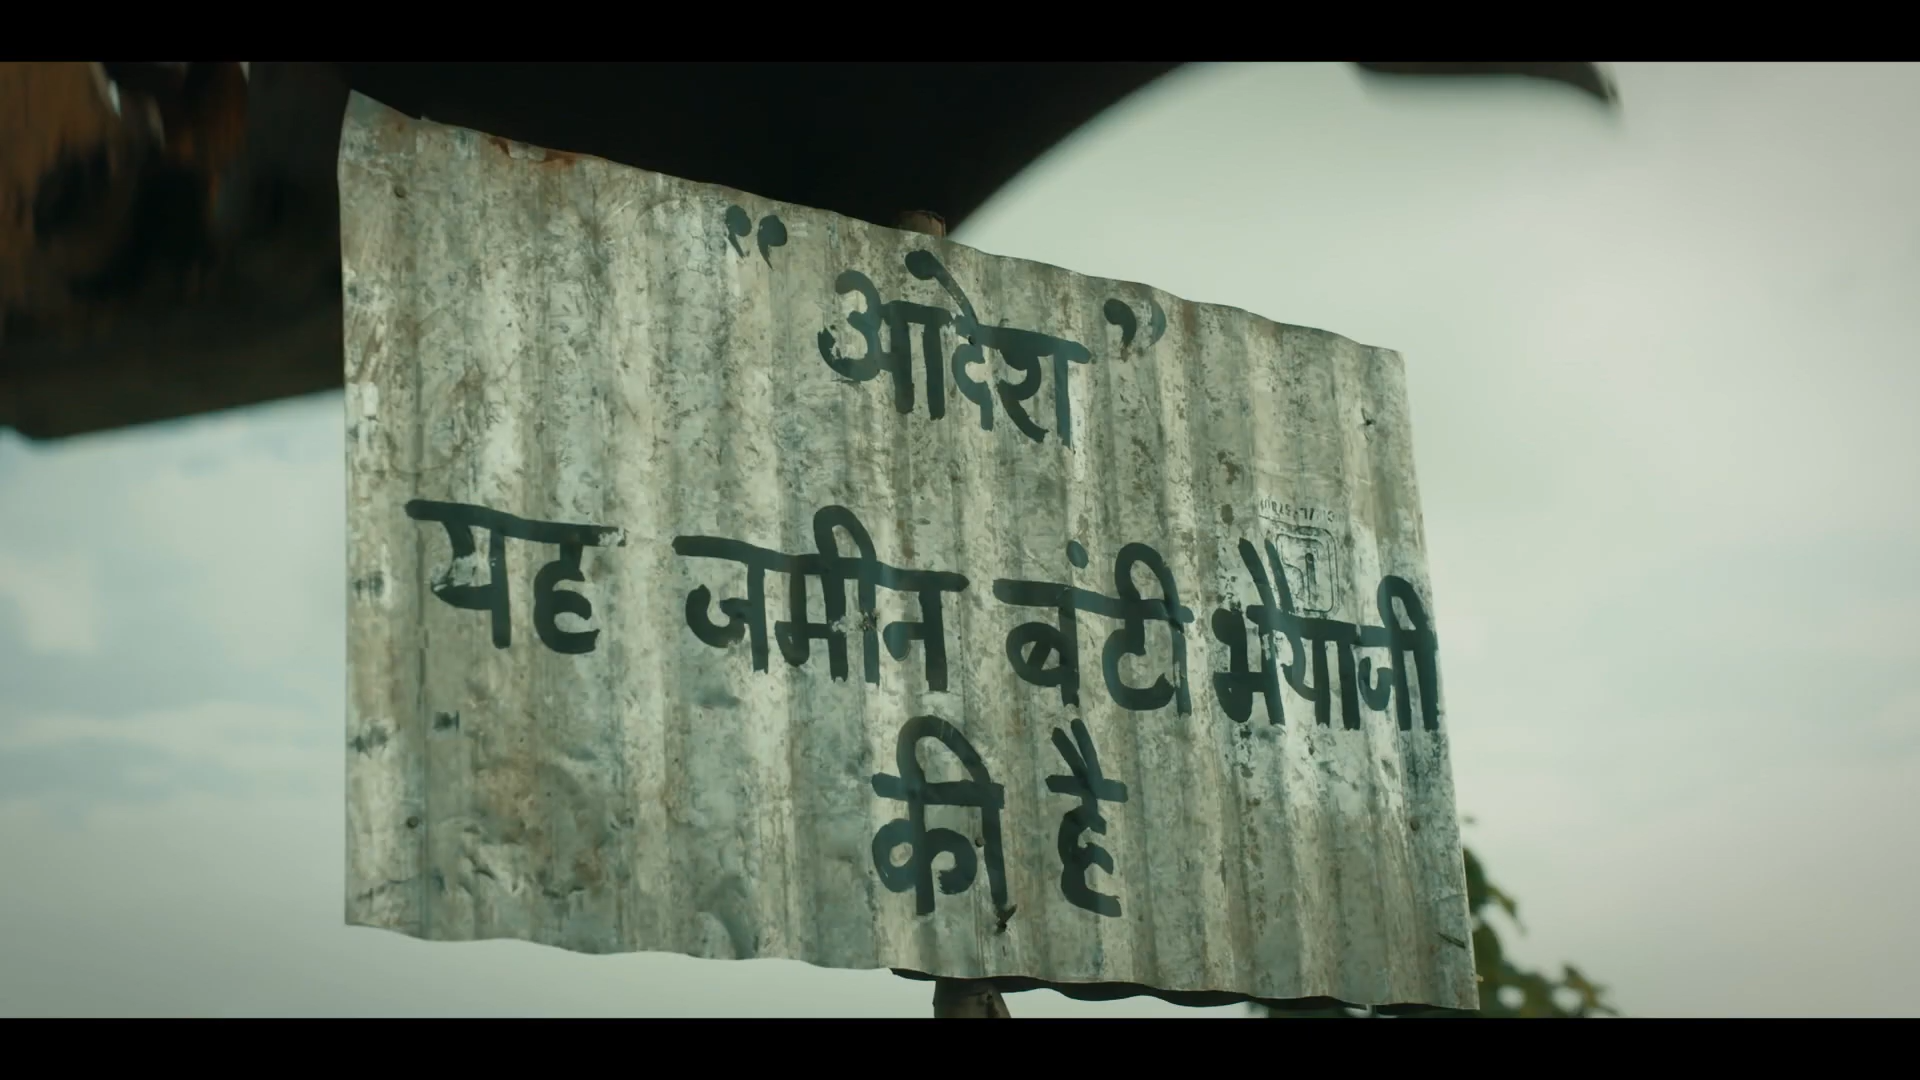 “ आदेश ”
यह जमीन बंटी भैयाजी
की है